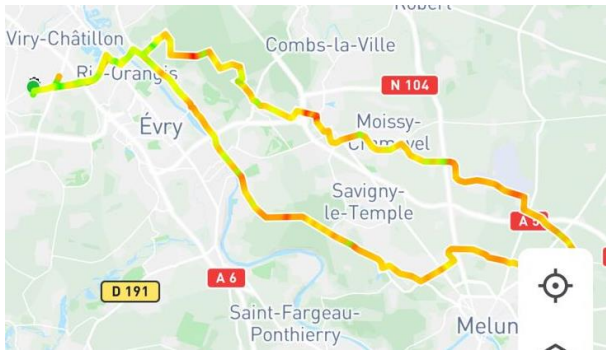 Viry-Châtillon
Combs-la-Ville
Ris-Orangis
N 104
Évry
Moissy-
Cramayel
Savigny-
le-Temple
A 5
A 6
D 191
Saint-Fargeau-
Ponthierry
Melun